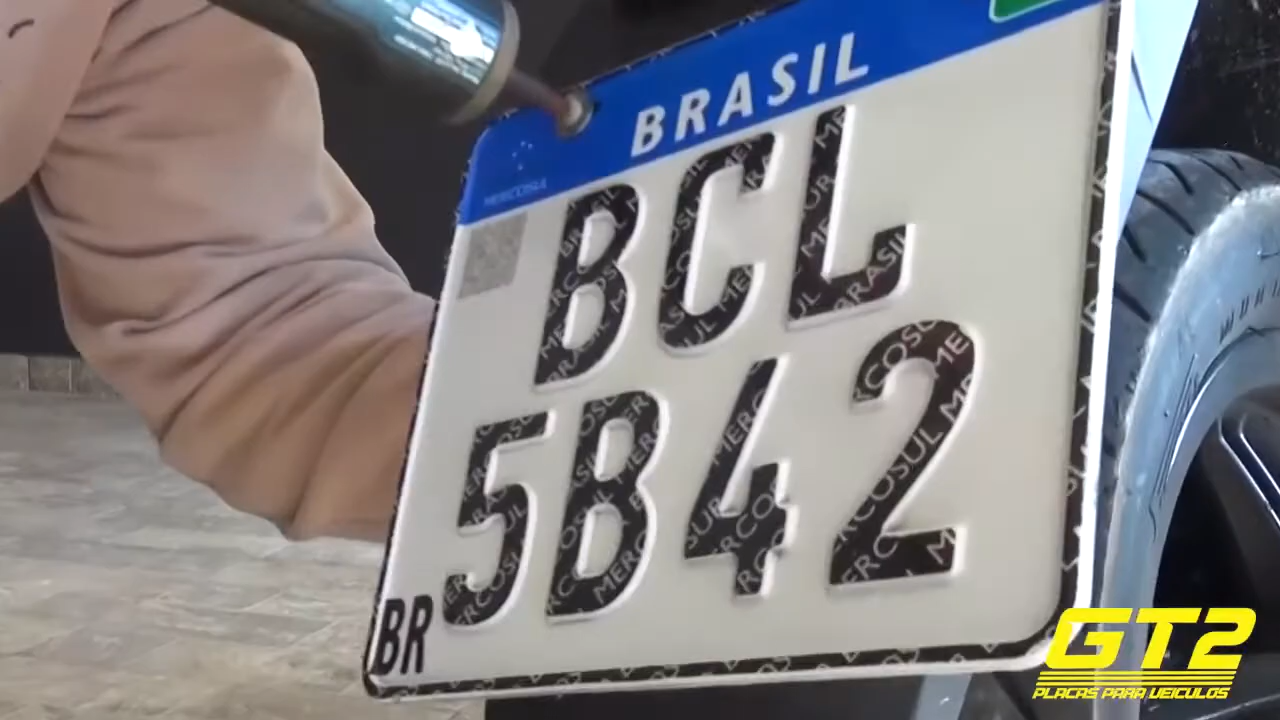 BRASIL
MERCOSUL
BCL
5B42
BR
GT2
PLACAS PARA VEICULOS